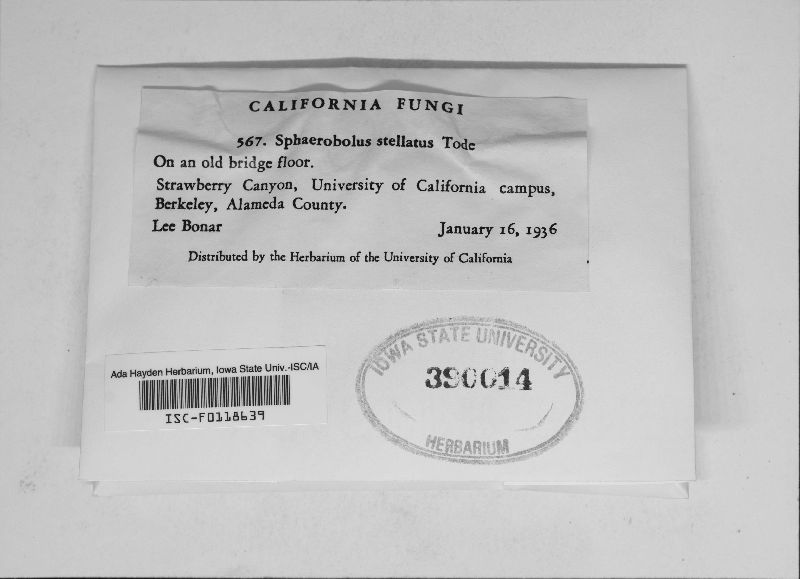 CALIFORNIA FUNGI
567. Sphaerobolus stellatus Tode
On an old bridge floor.
Strawberry Canyon, University of California campus,
Berkeley, Alameda County.
Lee Bonar January 16, 1936
Distributed by the Herbarium of the University of California
Ada Hayden Herbarium, Iowa State Univ.-ISC/IA
ISC-F0118639
IOWA STATE UNIVERSITY
390014
HERBARIUM